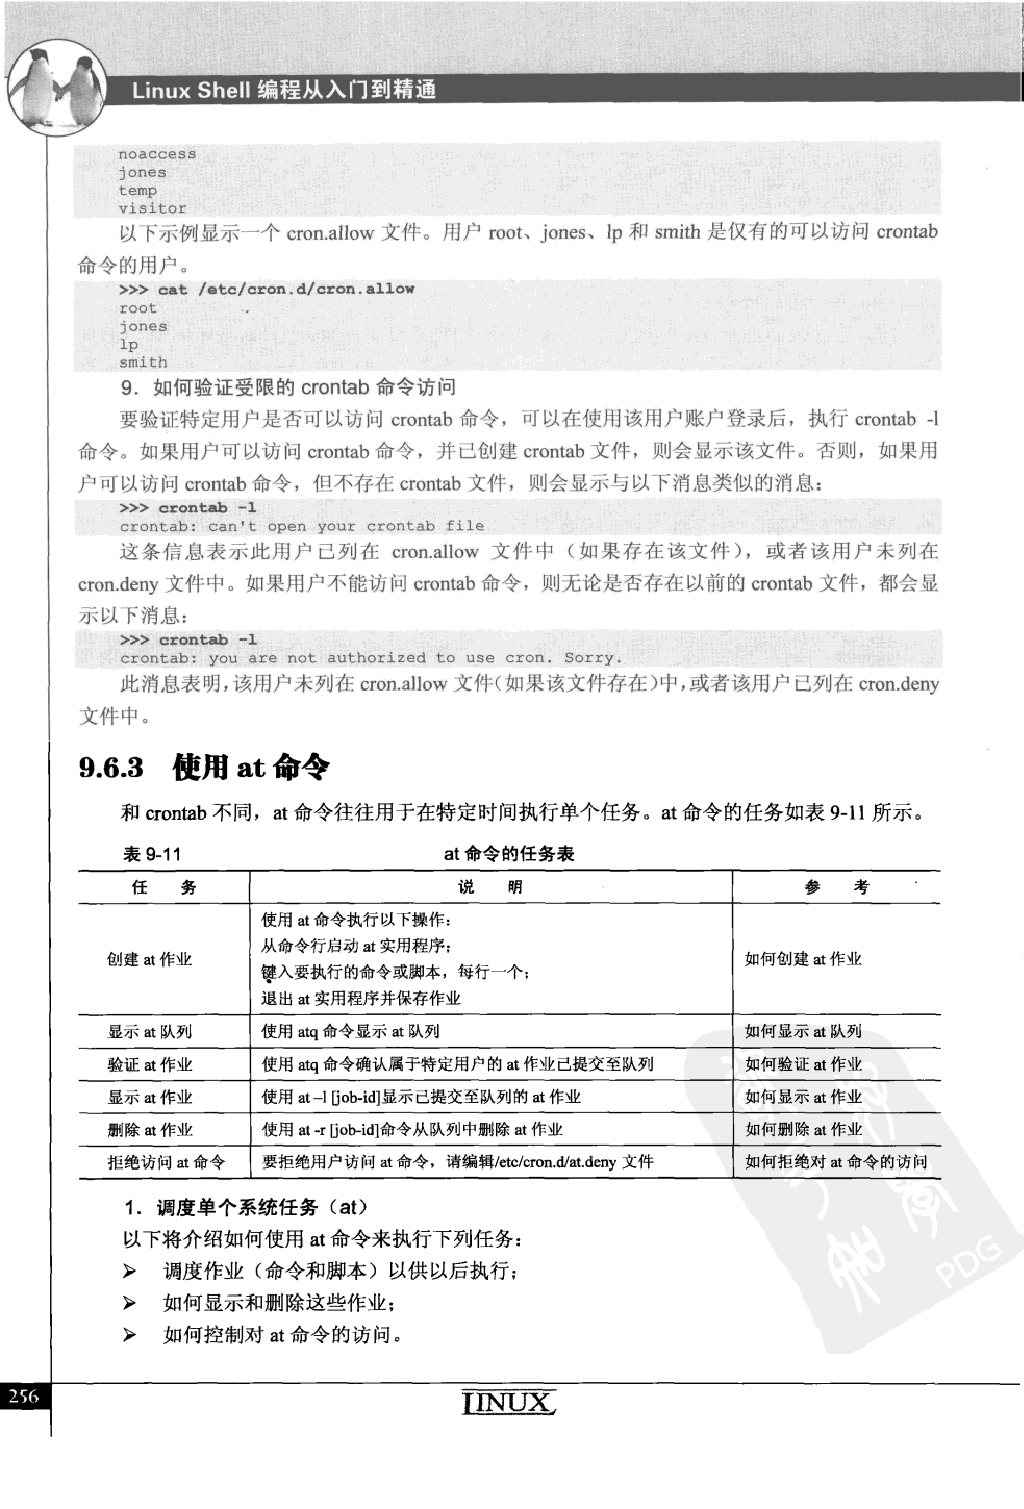 Linux Shell 编程从入门到精通
noaccess
jones
temp
visitor
以下示例显示一个 cron.allow 文件。用户 root、jones、lp 和 smith 是仅有的可以访问 crontab
命令的用户。
>>> cat /etc/cron.d/cron.allow
root
jones
lp
smith
9．如何验证受限的 crontab 命令访问
要验证特定用户是否可以访问 crontab 命令，可以在使用该用户账户登录后，执行 crontab -l
命令。如果用户可以访问 crontab 命令，并已创建 crontab 文件，则会显示该文件。否则，如果用
户可以访问 crontab 命令，但不存在 crontab 文件，则会显示与以下消息类似的消息：
>>> crontab -l
crontab: can't open your crontab file
这条信息表示此用户已列在 cron.allow 文件中（如果存在该文件），或者该用户未列在
cron.deny 文件中。如果用户不能访问 crontab 命令，则无论是否存在以前的 crontab 文件，都会显
示以下消息：
>>> crontab -l
crontab: you are not authorized to use cron. Sorry.
此消息表明，该用户未列在 cron.allow 文件（如果该文件存在）中，或者该用户已列在 cron.deny
文件中。
9.6.3 使用 at 命令
和 crontab 不同，at 命令往往用于在特定时间执行单个任务。at 命令的任务如表 9-11 所示。
表 9-11 at 命令的任务表
任 务 说 明 参 考
创建 at 作业
使用 at 命令执行以下操作：
从命令行启动 at 实用程序；
键入要执行的命令或脚本，每行一个；
退出 at 实用程序并保存作业
如何创建 at 作业
显示 at 队列 使用 atq 命令显示 at 队列 如何显示 at 队列
验证 at 作业 使用 atq 命令确认属于特定用户的 at 作业已提交至队列 如何验证 at 作业
显示 at 作业 使用 at –l [job-id]显示已提交至队列的 at 作业 如何显示 at 作业
删除 at 作业 使用 at -r [job-id]命令从队列中删除 at 作业 如何删除 at 作业
拒绝访问 at 命令 要拒绝用户访问 at 命令，请编辑/etc/cron.d/at.deny 文件 如何拒绝对 at 命令的访问
1．调度单个系统任务（at）
以下将介绍如何使用 at 命令来执行下列任务：
➢ 调度作业（命令和脚本）以供以后执行；
➢ 如何显示和删除这些作业；
➢ 如何控制对 at 命令的访问。
PDG
256
LINUX